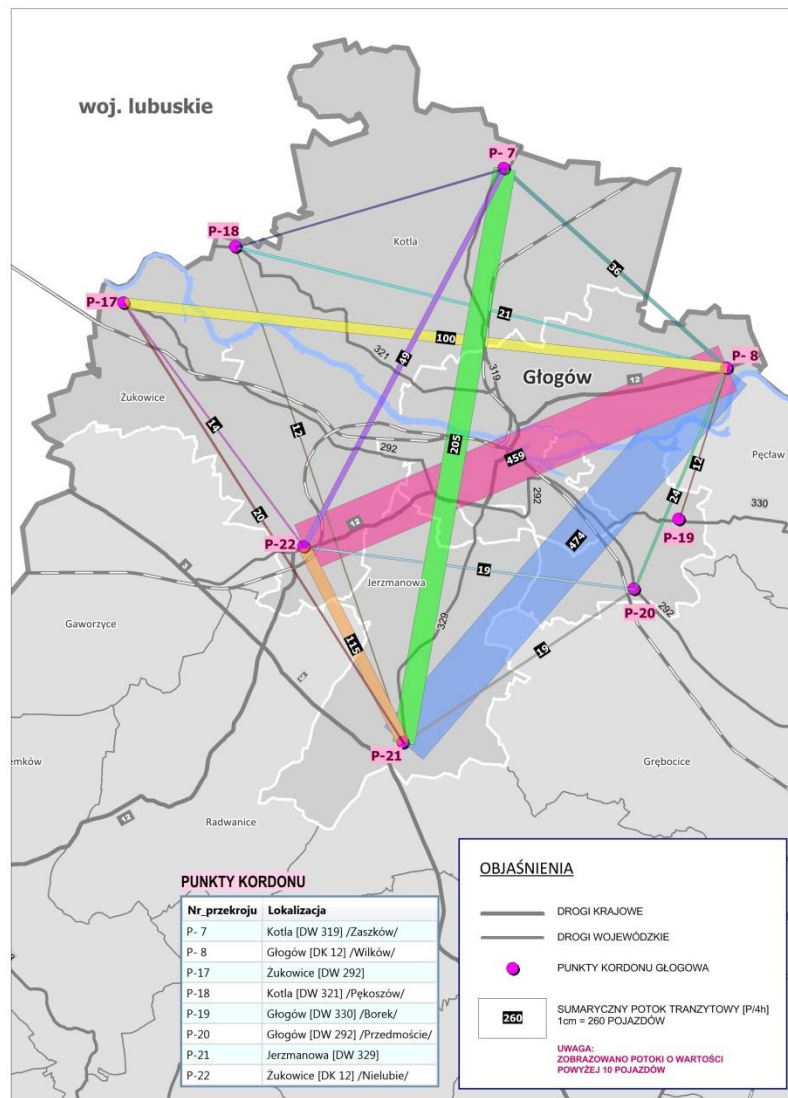 woj. lubuskie
P- 7
P-18
Kotla
P-17
36
21
100
49
P- 8
Głogów
321
319
12
Żukowice
14
12
205
292
459
12
Pęcław
24
292
330
12
P-19
20
P-22
474
Jerzmanowa
19
P-20
292
Gaworzyce
115
329
19
3
P-21
emków
Grębocice
12
Radwanice
PUNKTY KORDONU
Nr_przekroju Lokalizacja
P- 7 Kotla [DW 319] /Zaszków/
P- 8 Głogów [DK 12] /Wilków/
P-17 Żukowice [DW 292]
P-18 Kotla [DW 321] /Pękoszów/
P-19 Głogów [DW 330] /Borek/
P-20 Głogów [DW 292] /Przedmoście/
P-21 Jerzmanowa [DW 329]
P-22 Żukowice [DK 12] /Nielubie/
OBJAŚNIENIA
DROGI KRAJOWE
DROGI WOJEWÓDZKIE
PUNKTY KORDONU GŁOGOWA
260
SUMARYCZNY POTOK TRANZYTOWY [P/4h]
1cm = 260 POJAZDÓW
UWAGA:
ZOBRAZOWANO POTOKI O WARTOŚCI
POWYŻEJ 10 POJAZDÓW